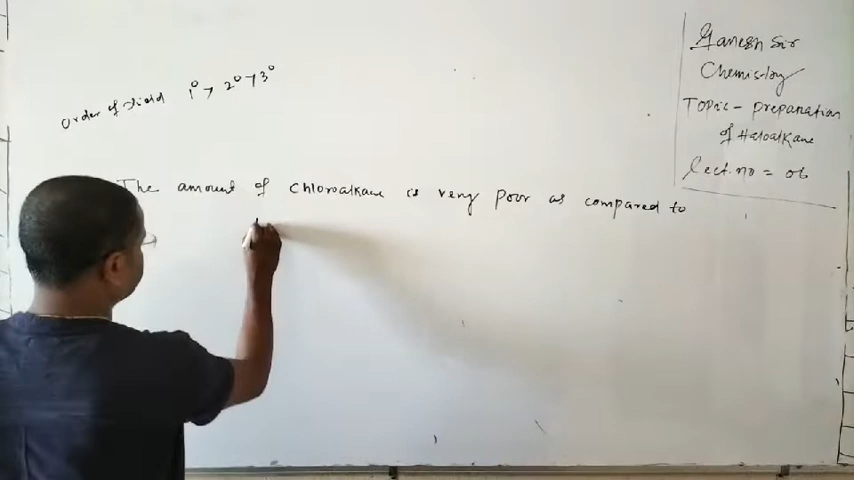 Order of Yield 1° > 2° > 3°
The amount of chloroalkane is very poor as compared to
Ganesh Sir
Chemistry
Topic - preparation
of Haloalkane
lect.no = 06